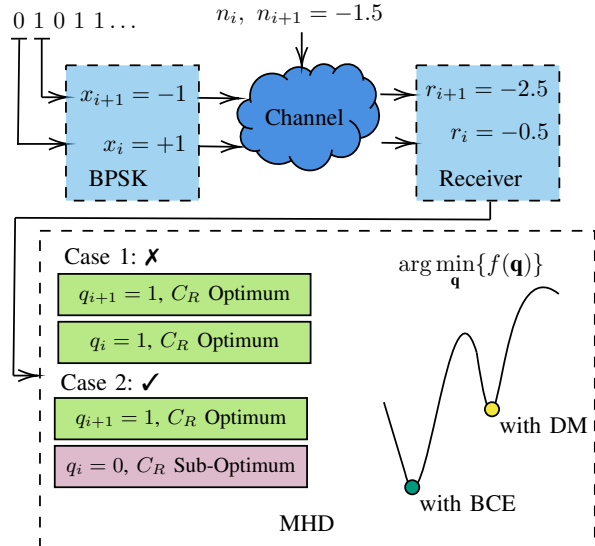 0 1 0 1 1 ...
n_i, n_{i+1} = −1.5
x_{i+1} = −1
x_i = +1
BPSK
Channel
r_{i+1} = −2.5
r_i = −0.5
Receiver
Case 1: ✗
q_{i+1} = 1, C_R Optimum
q_i = 1, C_R Optimum
Case 2: ✓
q_{i+1} = 1, C_R Optimum
q_i = 0, C_R Sub-Optimum
arg min_q {f(q)}
with DM
with BCE
MHD